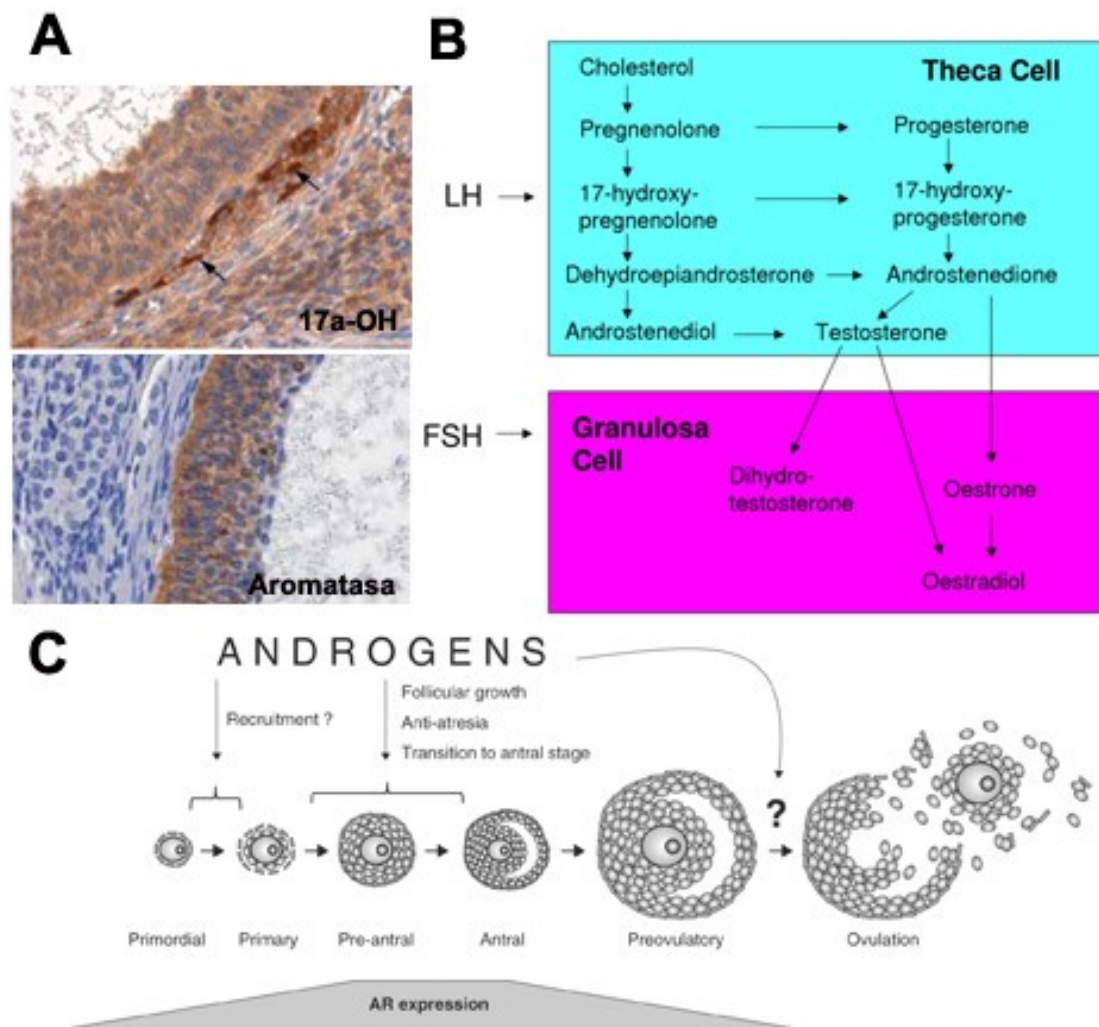 A
17a-OH
Aromatasa
B
Theca Cell
Cholesterol
Pregnenolone
Progesterone
LH
17-hydroxy-
pregnenolone
17-hydroxy-
progesterone
Dehydroepiandrosterone
Androstenedione
Androstenediol
Testosterone
FSH
Granulosa
Cell
Dihydro-
testosterone
Oestrone
Oestradiol
C
ANDROGENS
Recruitment ?
Follicular growth
Anti-atresia
Transition to antral stage
?
Primordial
Primary
Pre-antral
Antral
Preovulatory
Ovulation
AR expression